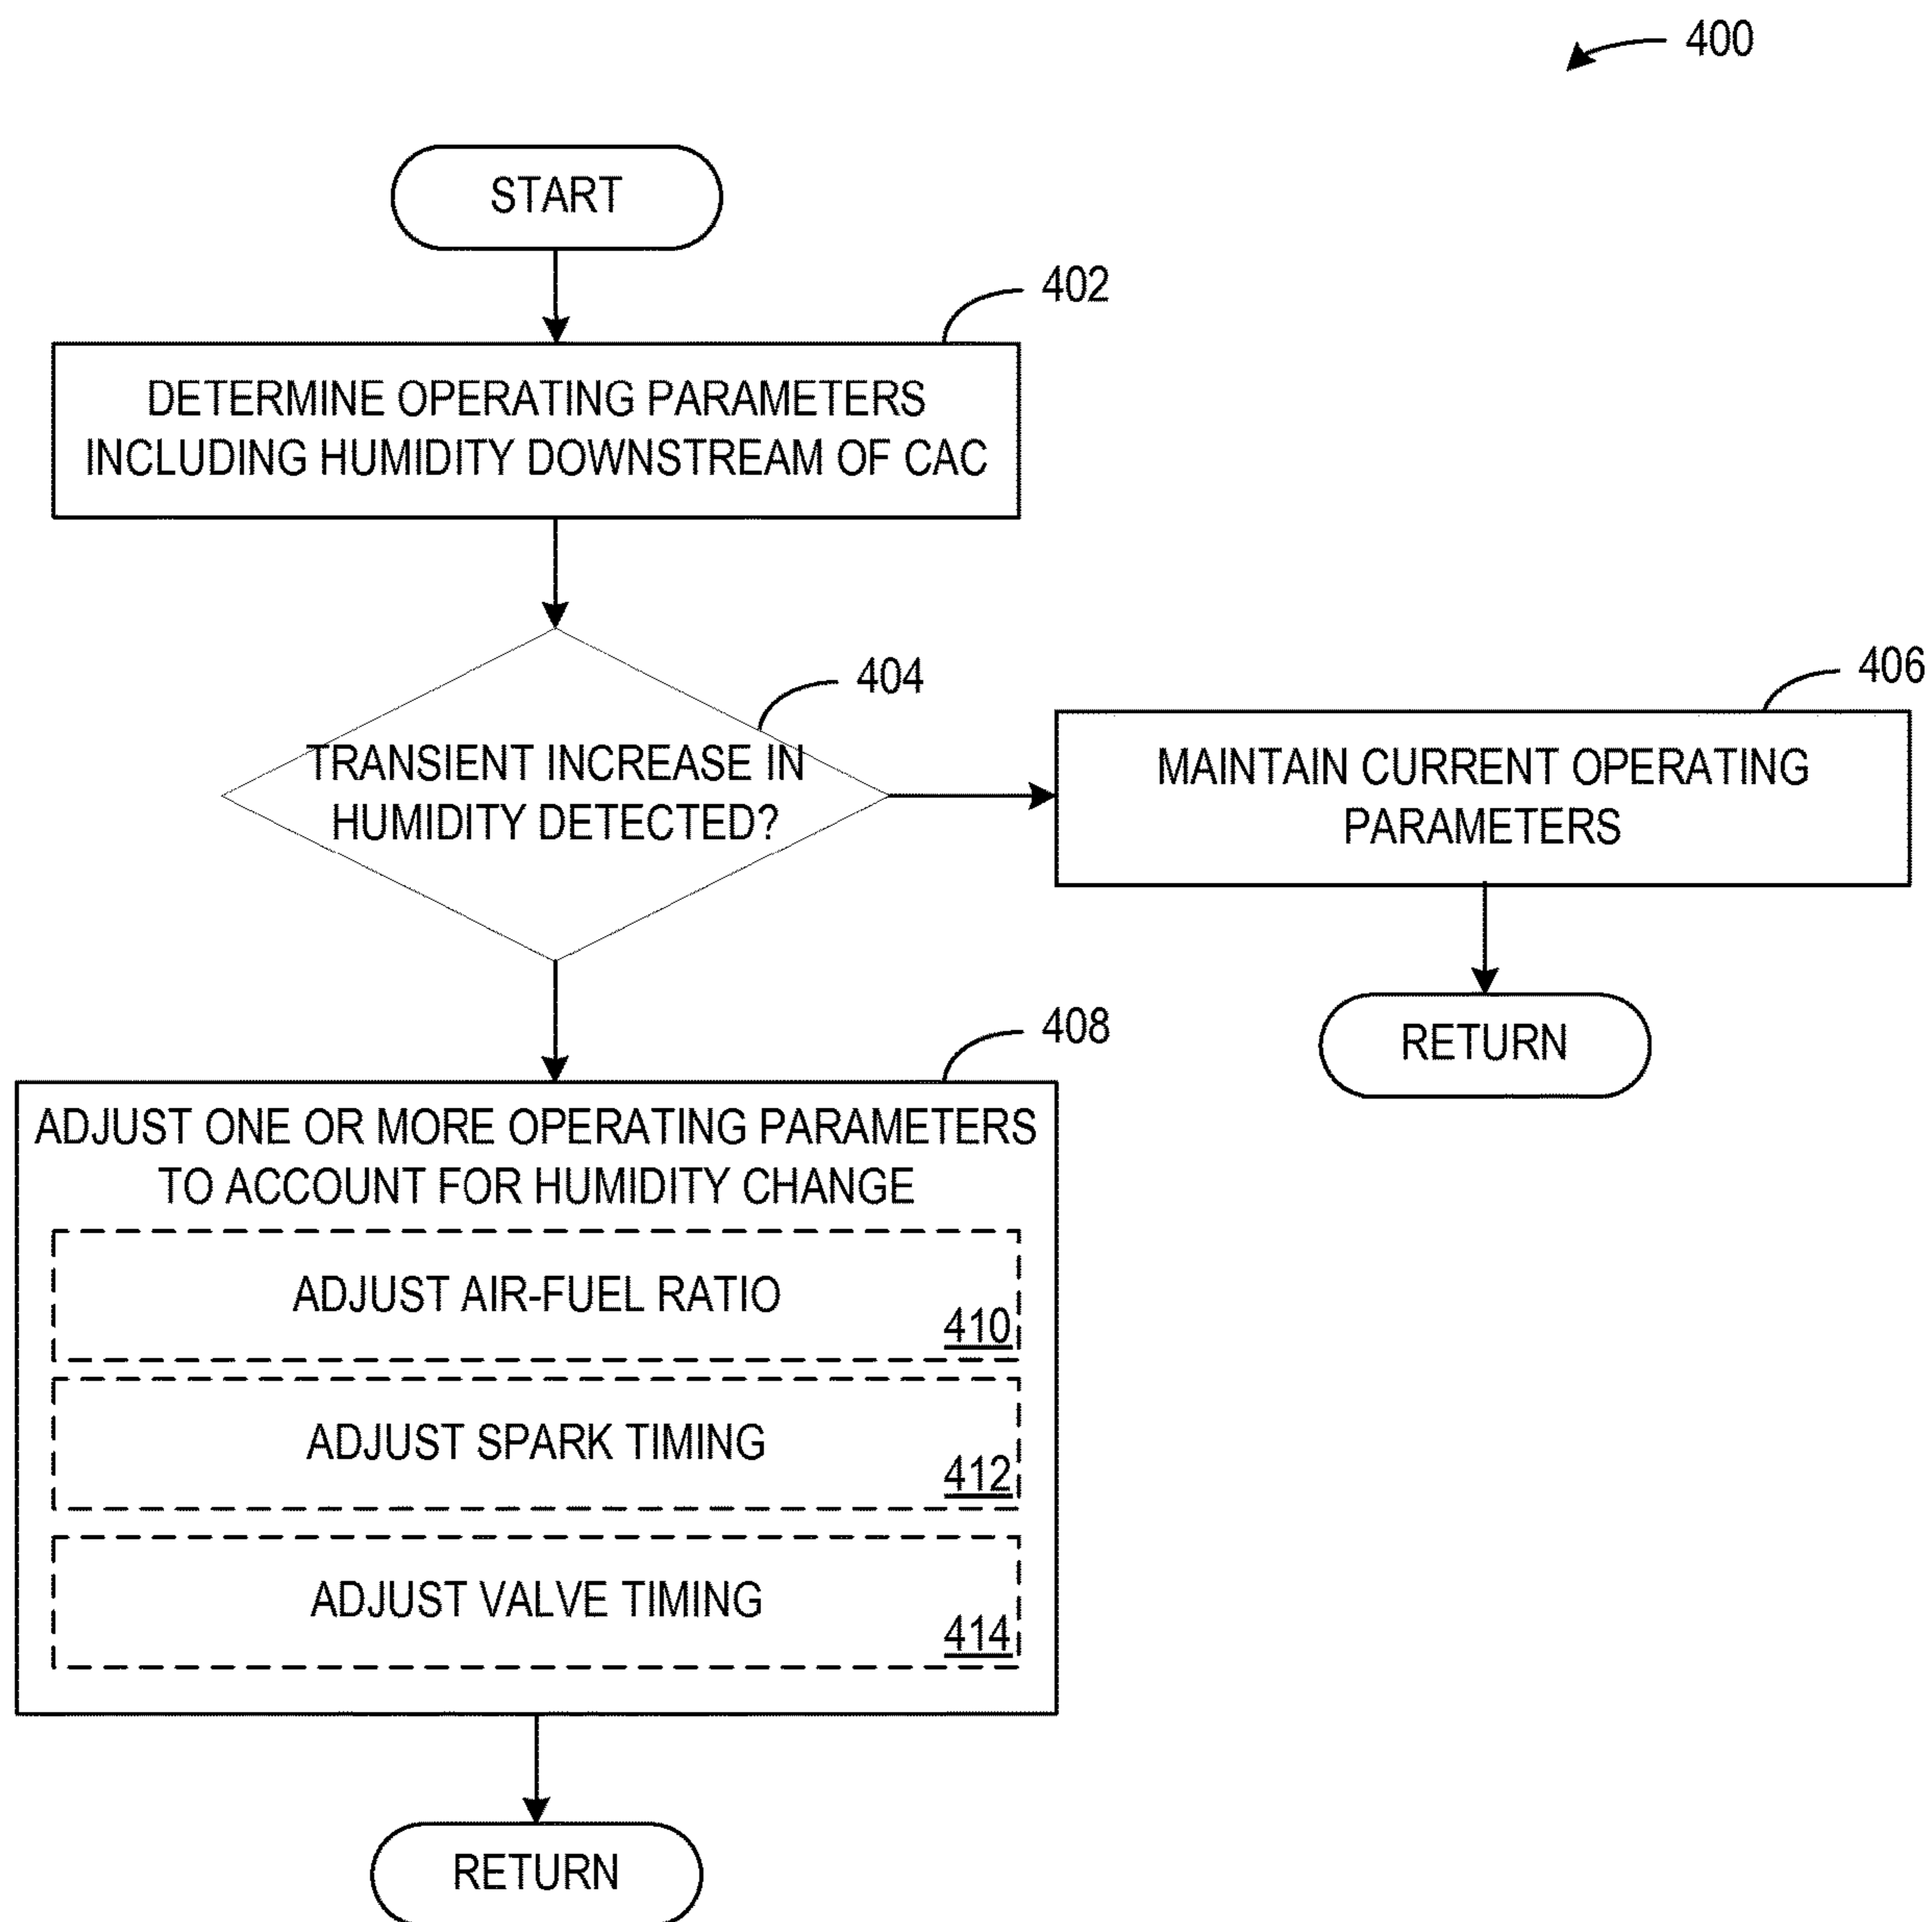 400
START
402
DETERMINE OPERATING PARAMETERS
INCLUDING HUMIDITY DOWNSTREAM OF CAC
404
TRANSIENT INCREASE IN
HUMIDITY DETECTED?
406
MAINTAIN CURRENT OPERATING
PARAMETERS
RETURN
408
ADJUST ONE OR MORE OPERATING PARAMETERS
TO ACCOUNT FOR HUMIDITY CHANGE
ADJUST AIR-FUEL RATIO
410
ADJUST SPARK TIMING
412
ADJUST VALVE TIMING
414
RETURN